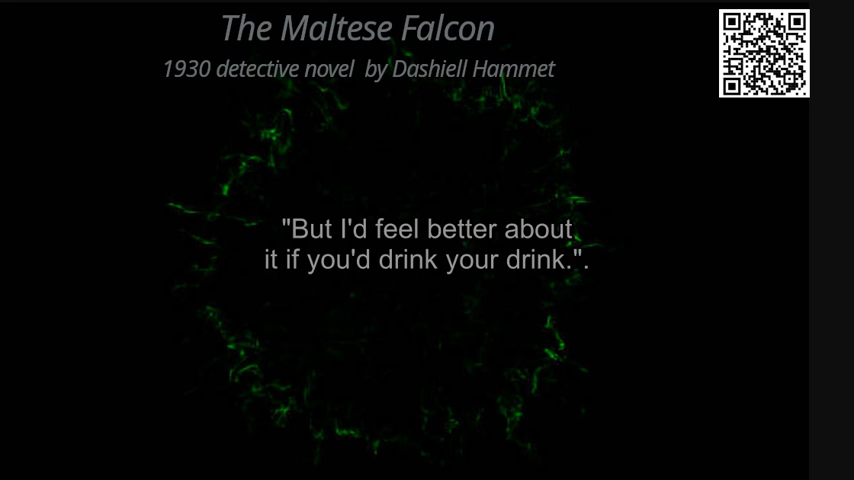 The Maltese Falcon
1930 detective novel by Dashiell Hammet
"But I'd feel better about
it if you'd drink your drink.".